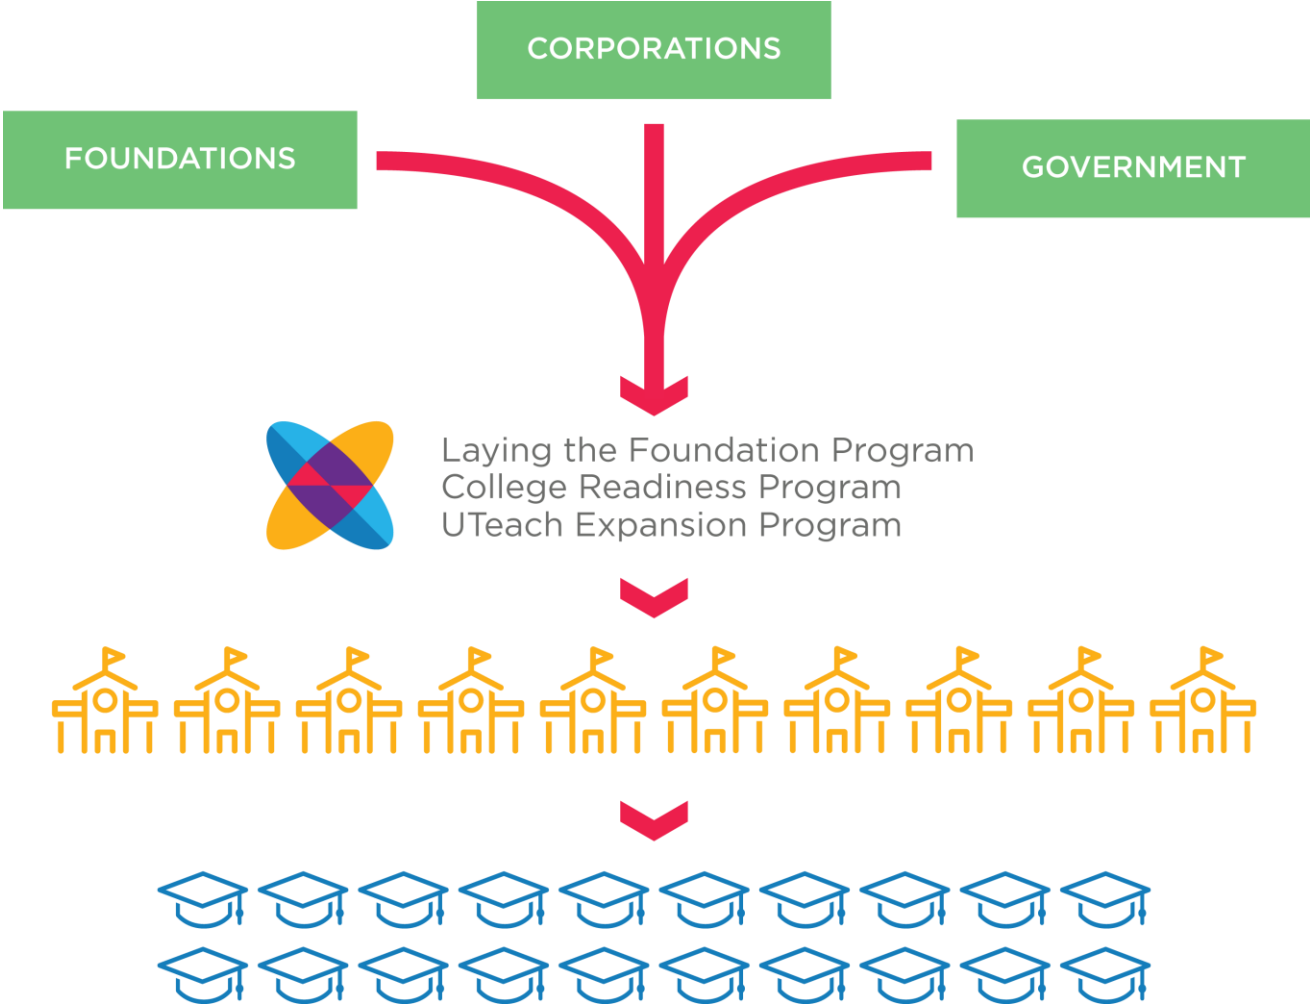 CORPORATIONS
FOUNDATIONS
GOVERNMENT
Laying the Foundation Program
College Readiness Program
UTeach Expansion Program